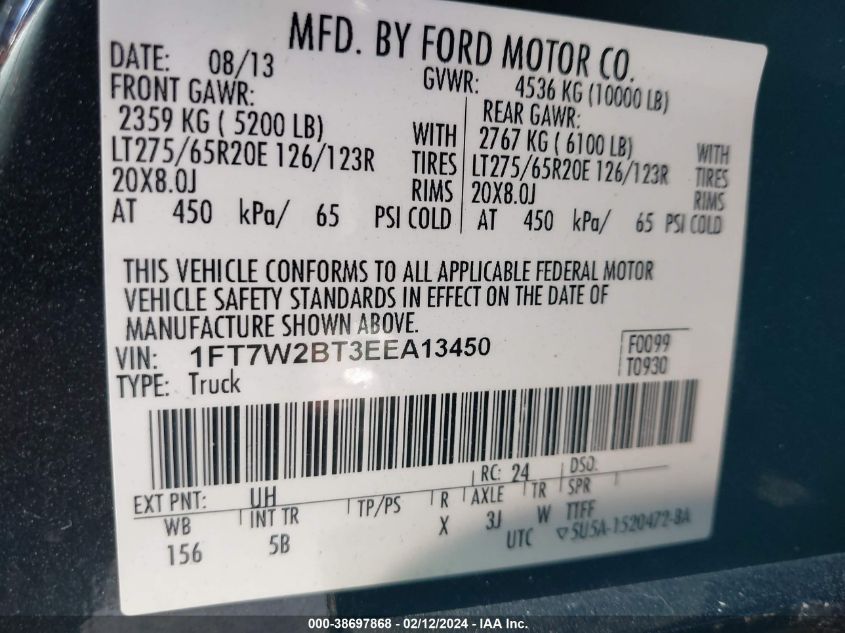 MFD. BY FORD MOTOR CO.
DATE: 08/13 GVWR: 4536 KG (10000 LB)
FRONT GAWR: REAR GAWR:
2359 KG ( 5200 LB) WITH 2767 KG ( 6100 LB) WITH
LT275/65R20E 126/123R TIRES LT275/65R20E 126/123R TIRES
20X8.0J RIMS 20X8.0J RIMS
AT 450 kPa/ 65 PSI COLD AT 450 kPa/ 65 PSI COLD
THIS VEHICLE CONFORMS TO ALL APPLICABLE FEDERAL MOTOR
VEHICLE SAFETY STANDARDS IN EFFECT ON THE DATE OF
MANUFACTURE SHOWN ABOVE.
VIN: 1FT7W2BT3EEA13450 F0099
TYPE: Truck T0930
EXT PNT: UH RC: 24 DSO:
WB INT TR TP/PS R AXLE TR SPR
156 5B X 3J W TTFF
UTC ▽5U5A-1520472-BA
000-38697868 - 02/12/2024 - IAA Inc.